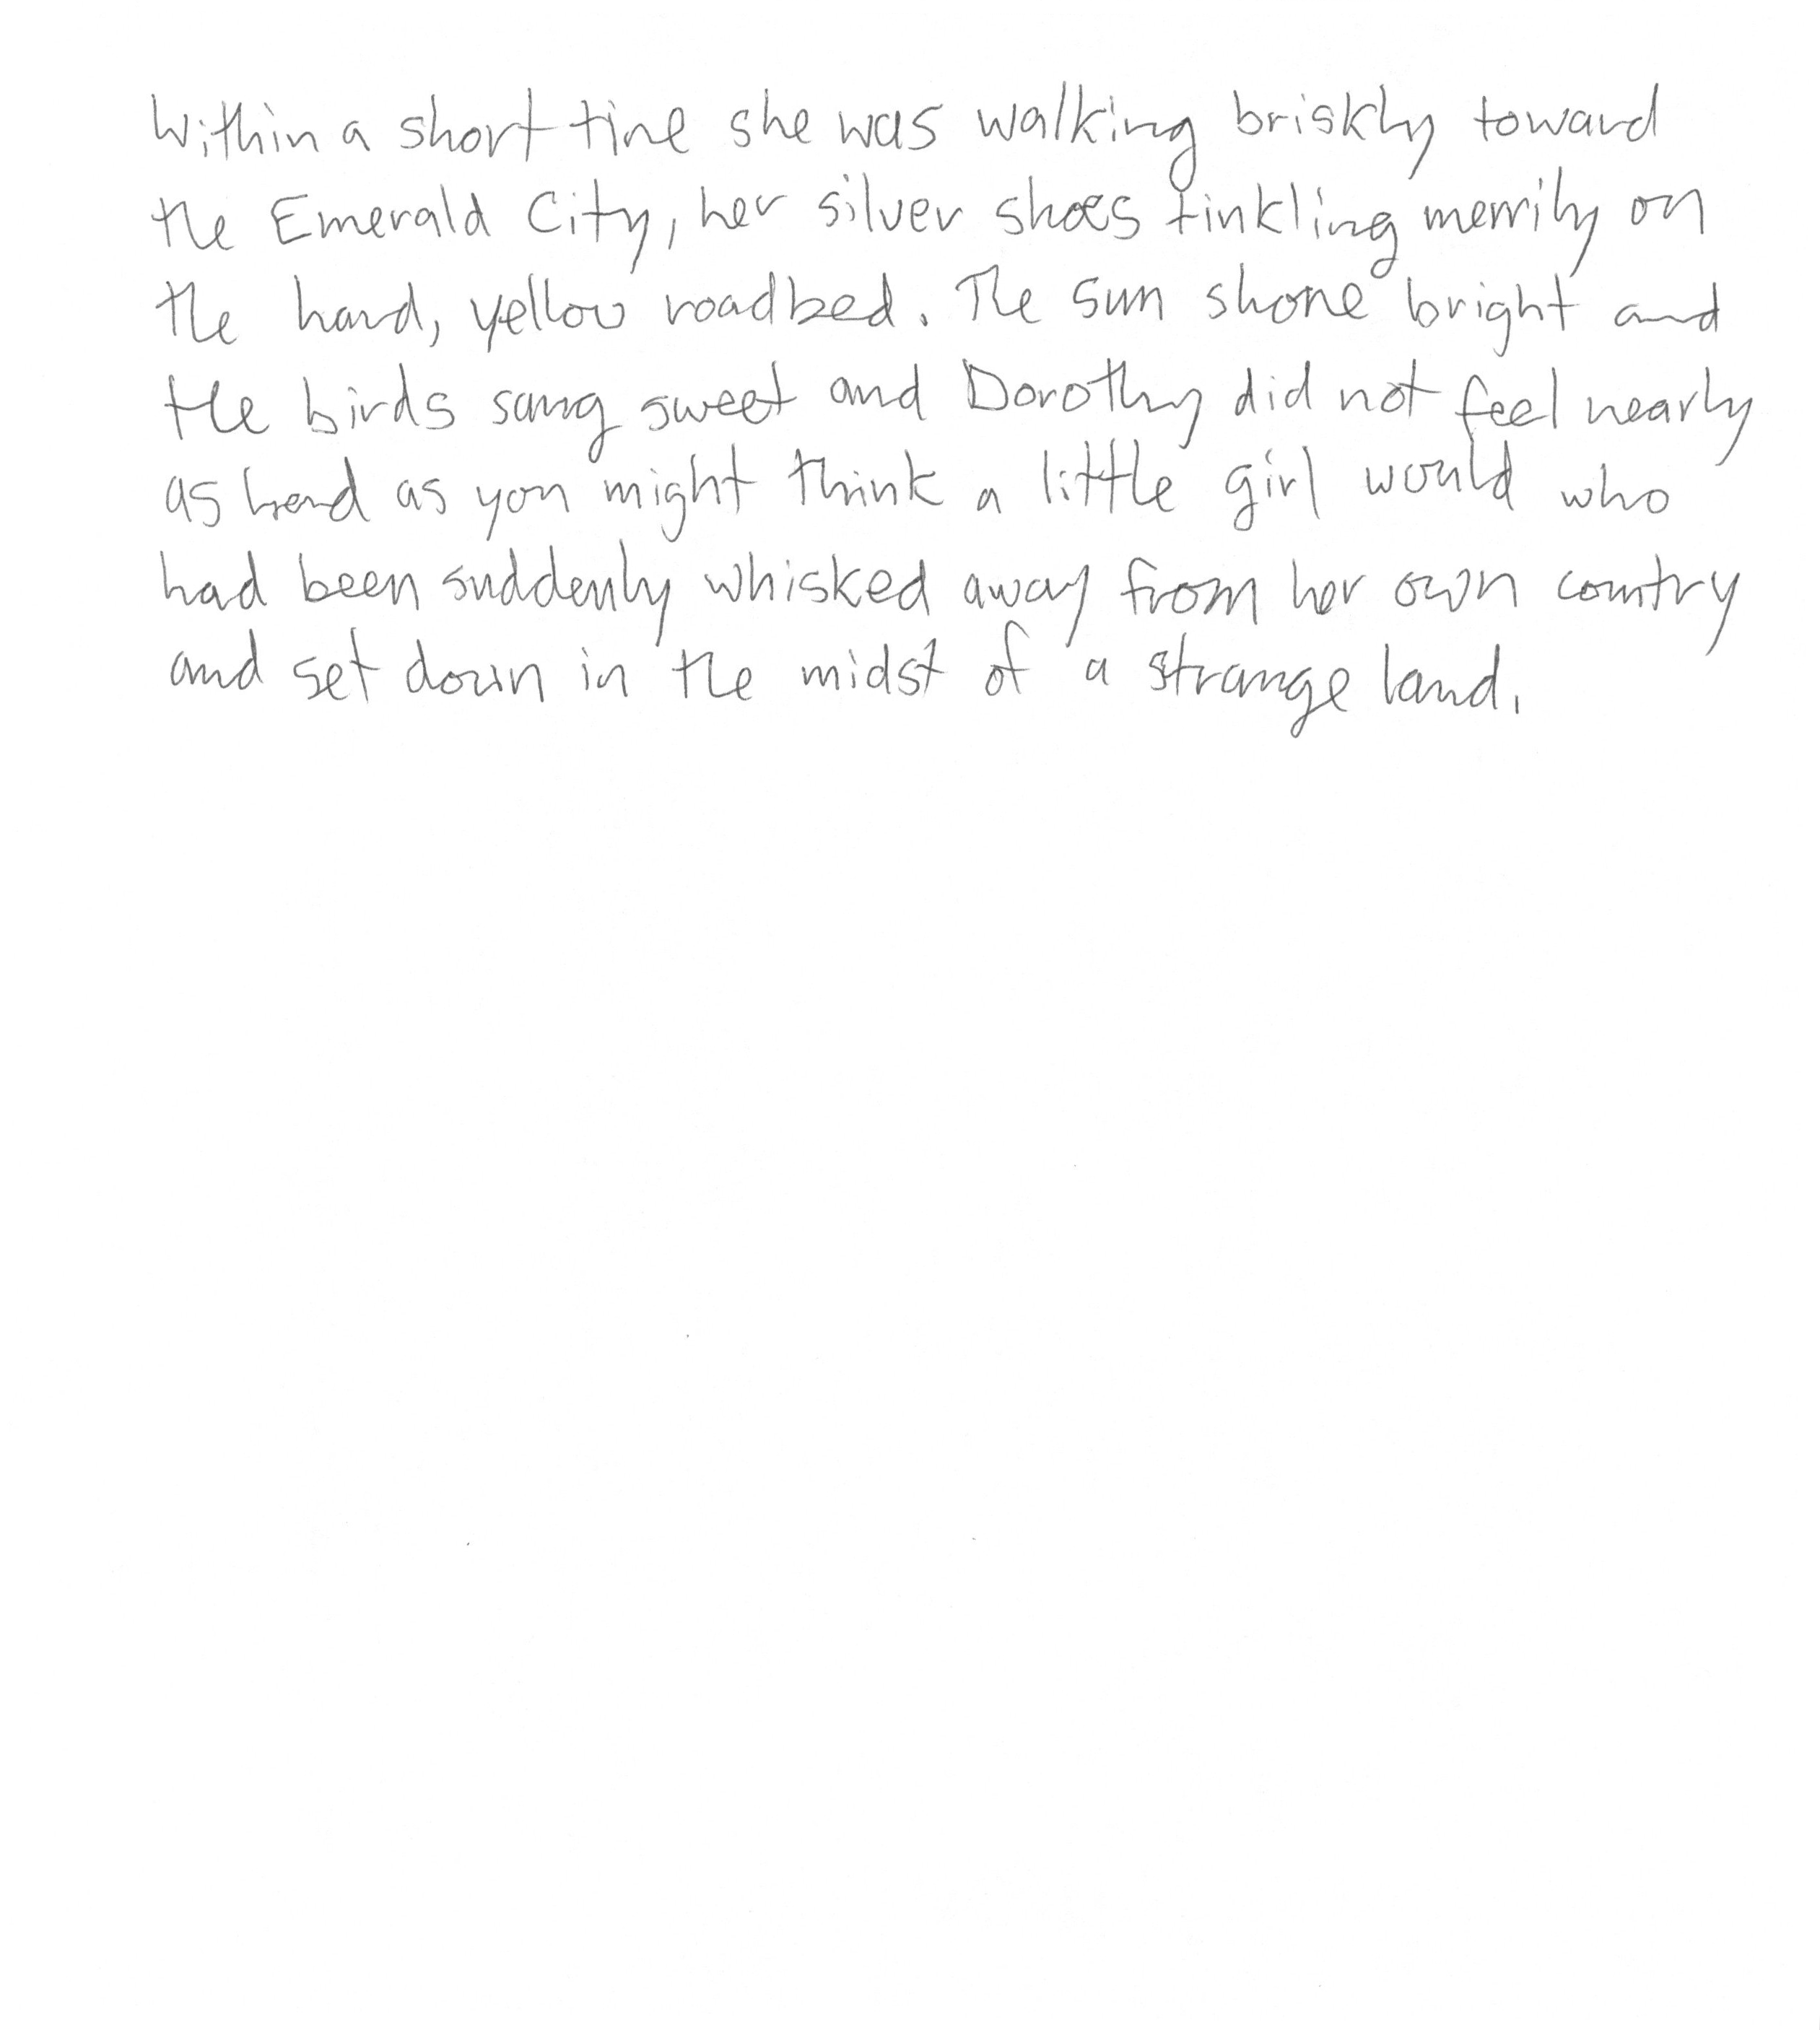 Within a short time she was walking briskly toward
the Emerald City, her silver shoes tinkling merrily on
the hard, yellow roadbed. The sun shone bright and
the birds sang sweet and Dorothy did not feel nearly
as hard as you might think a little girl would who
had been suddenly whisked away from her own country
and set down in the midst of a strange land.